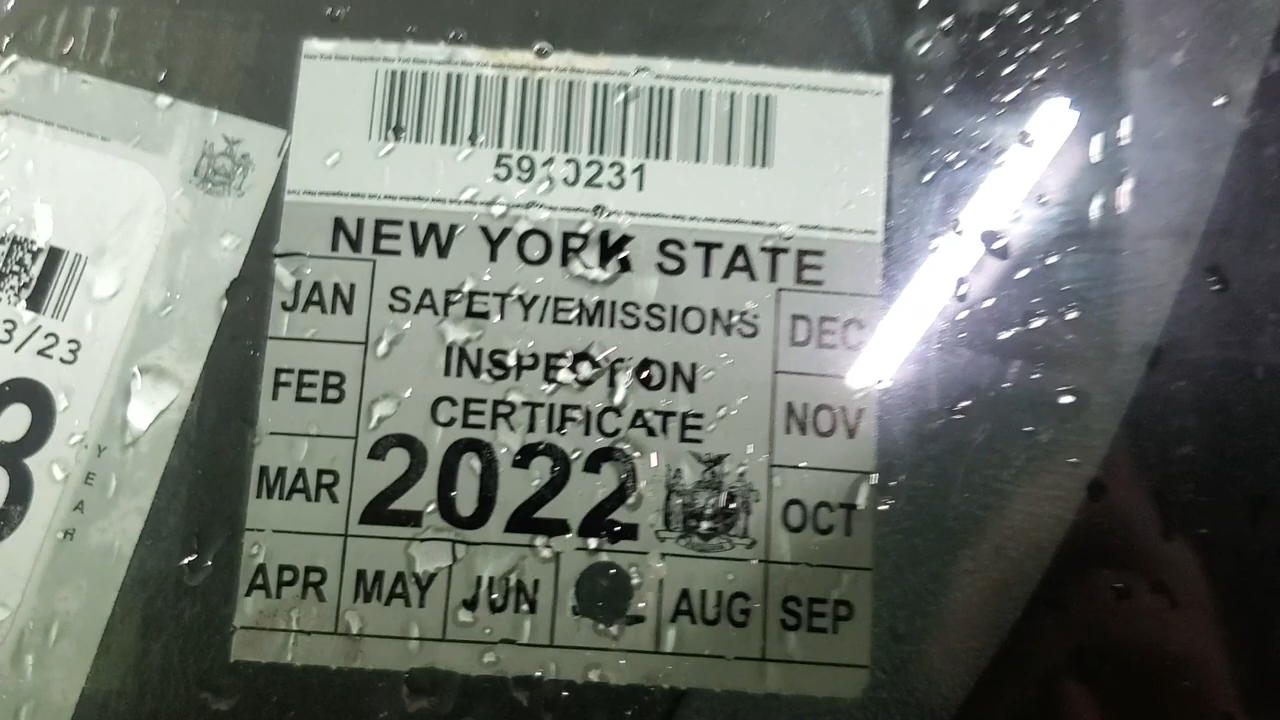 3/23
3
YEAR
NEW YORK STATE
SAFETY/EMISSIONS
INSPECTION
CERTIFICATE
2022
JAN
FEB
MAR
APR
MAY
JUN
AUG
SEP
OCT
NOV
DEC